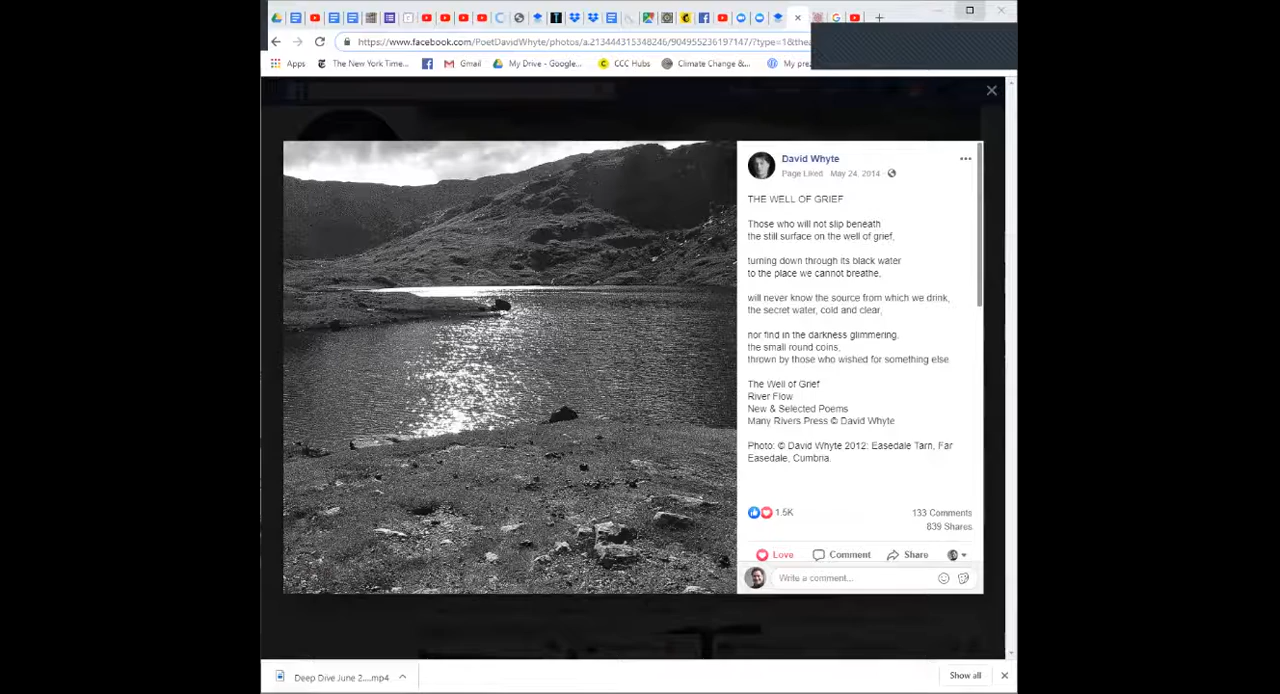 https://www.facebook.com/PoetDavidWhyte/photos/a.213444315348246/904955236197147/?type=1&thea
Apps
The New York Time...
Gmail
My Drive - Google...
CCC Hubs
Climate Change &...
My pre
David Whyte
Page Liked May 24, 2014
THE WELL OF GRIEF
Those who will not slip beneath
the still surface on the well of grief,
turning down through its black water
to the place we cannot breathe,
will never know the source from which we drink,
the secret water, cold and clear,
nor find in the darkness glimmering,
the small round coins,
thrown by those who wished for something else
The Well of Grief
River Flow
New & Selected Poems
Many Rivers Press © David Whyte
Photo: © David Whyte 2012: Easedale Tarn, Far
Easedale, Cumbria.
1.5K
133 Comments
839 Shares
Love
Comment
Share
Write a comment...
Deep Dive June 2....mp4
Show all